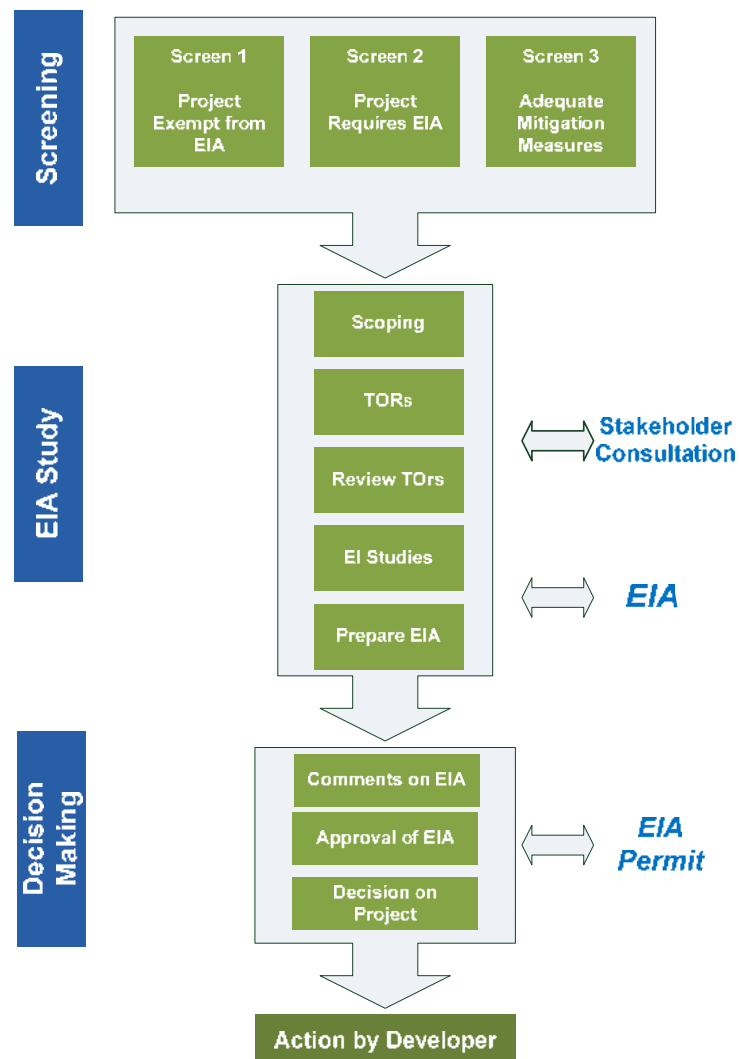 Screening
Screen 1
Project
Exempt from
EIA
Screen 2
Project
Requires EIA
Screen 3
Adequate
Mitigation
Measures
EIA Study
Scoping
TORs
Review TOrs
EI Studies
Prepare EIA
Stakeholder
Consultation
EIA
Decision
Making
Comments on EIA
Approval of EIA
Decision on
Project
EIA
Permit
Action by Developer